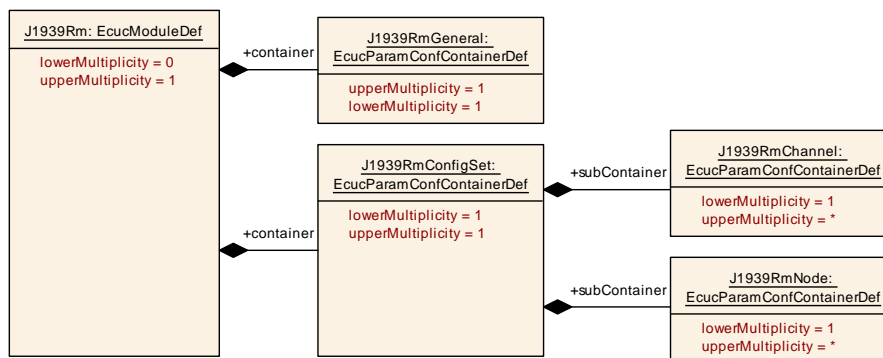 J1939Rm: EcucModuleDef
lowerMultiplicity = 0
upperMultiplicity = 1
+container
J1939RmGeneral:
EcucParamConfContainerDef
upperMultiplicity = 1
lowerMultiplicity = 1
+container
J1939RmConfigSet:
EcucParamConfContainerDef
lowerMultiplicity = 1
upperMultiplicity = 1
+subContainer
J1939RmChannel:
EcucParamConfContainerDef
lowerMultiplicity = 1
upperMultiplicity = *
+subContainer
J1939RmNode:
EcucParamConfContainerDef
lowerMultiplicity = 1
upperMultiplicity = *